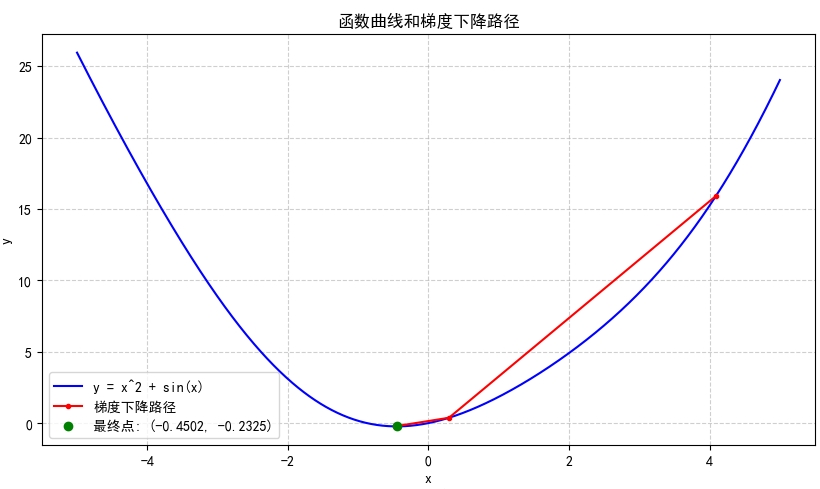 函数曲线和梯度下降路径
25
20
15
10
5
0
y
y = x^2 + sin(x)
梯度下降路径
最终点: (-0.4502, -0.2325)
−4
−2
0
2
4
x